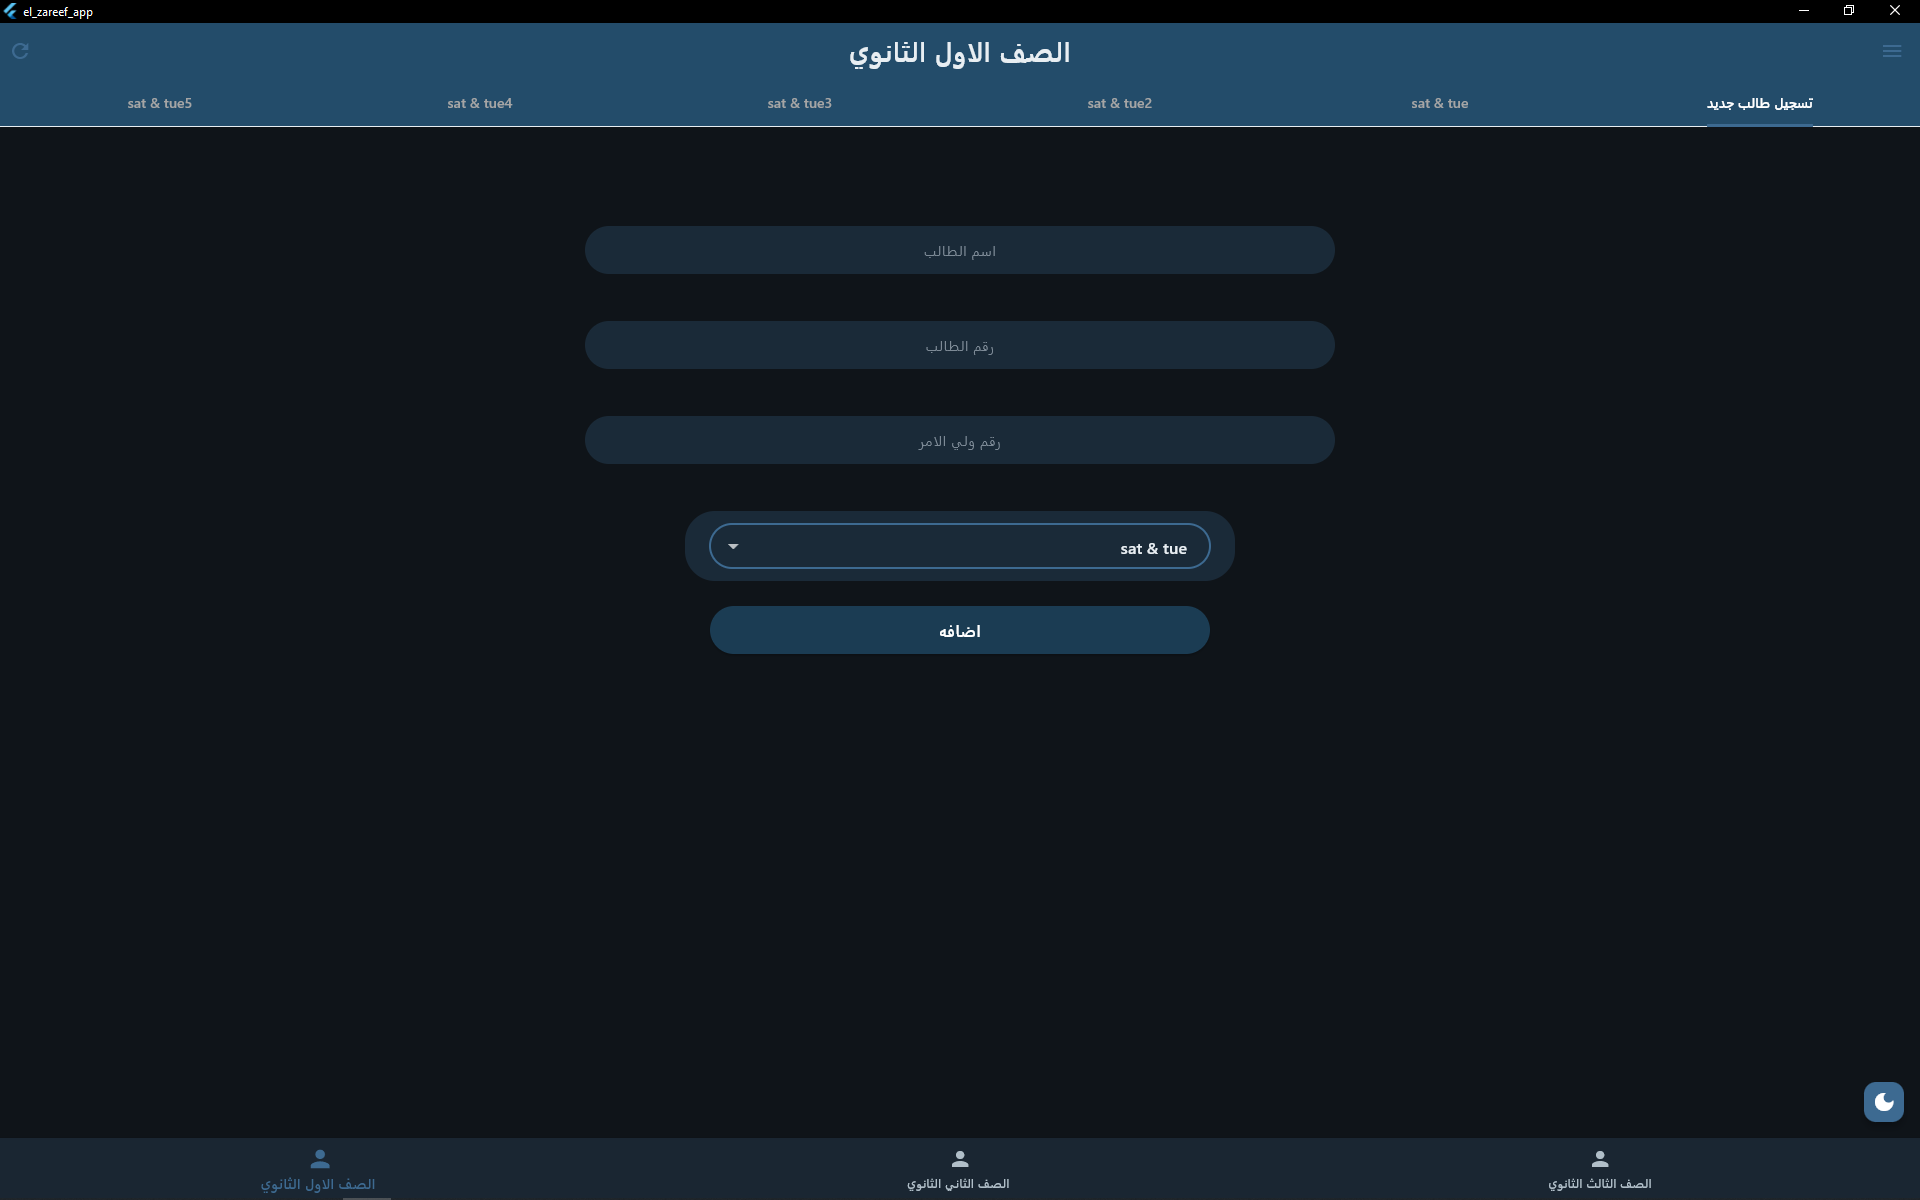 el_zareef_app
الصف الاول الثانوي
تسجيل طالب جديد
sat & tue
sat & tue2
sat & tue3
sat & tue4
sat & tue5
اسم الطالب
رقم الطالب
رقم ولي الامر
sat & tue
اضافه
الصف الثالث الثانوي
الصف الثاني الثانوي
الصف الاول الثانوي